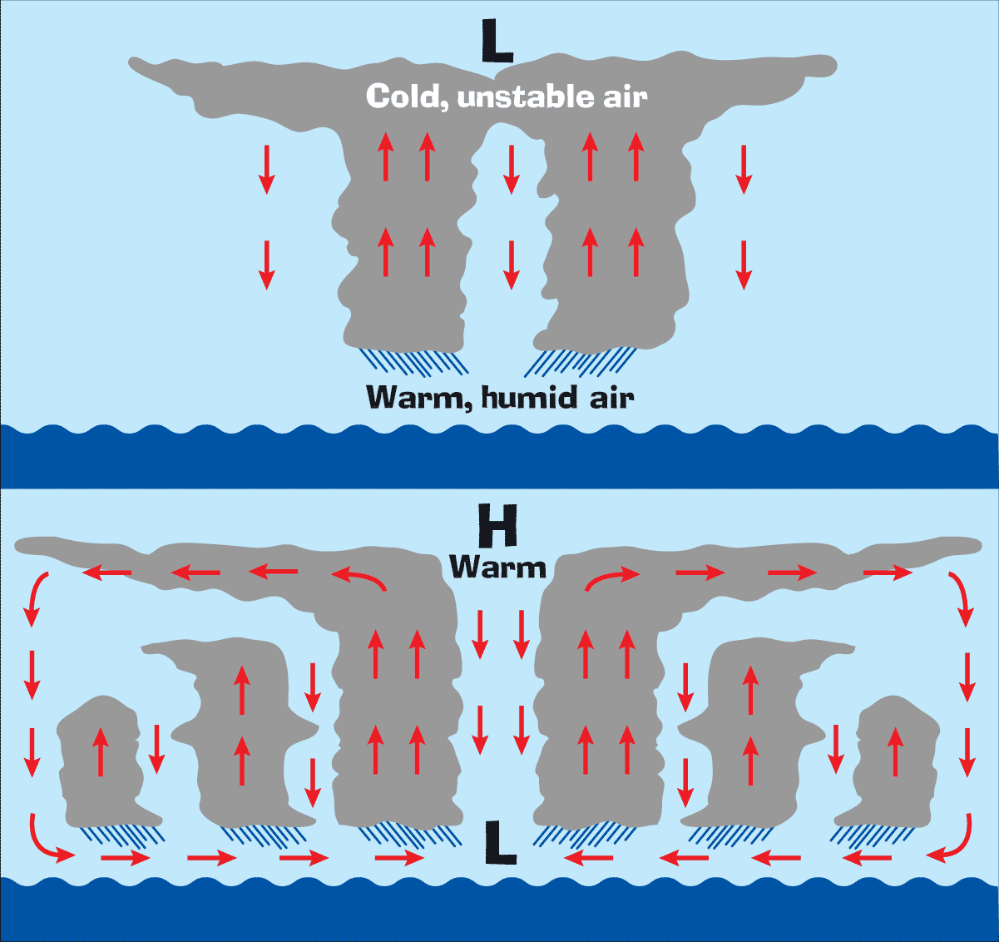 L
Cold, unstable air
Warm, humid air
H
Warm
L